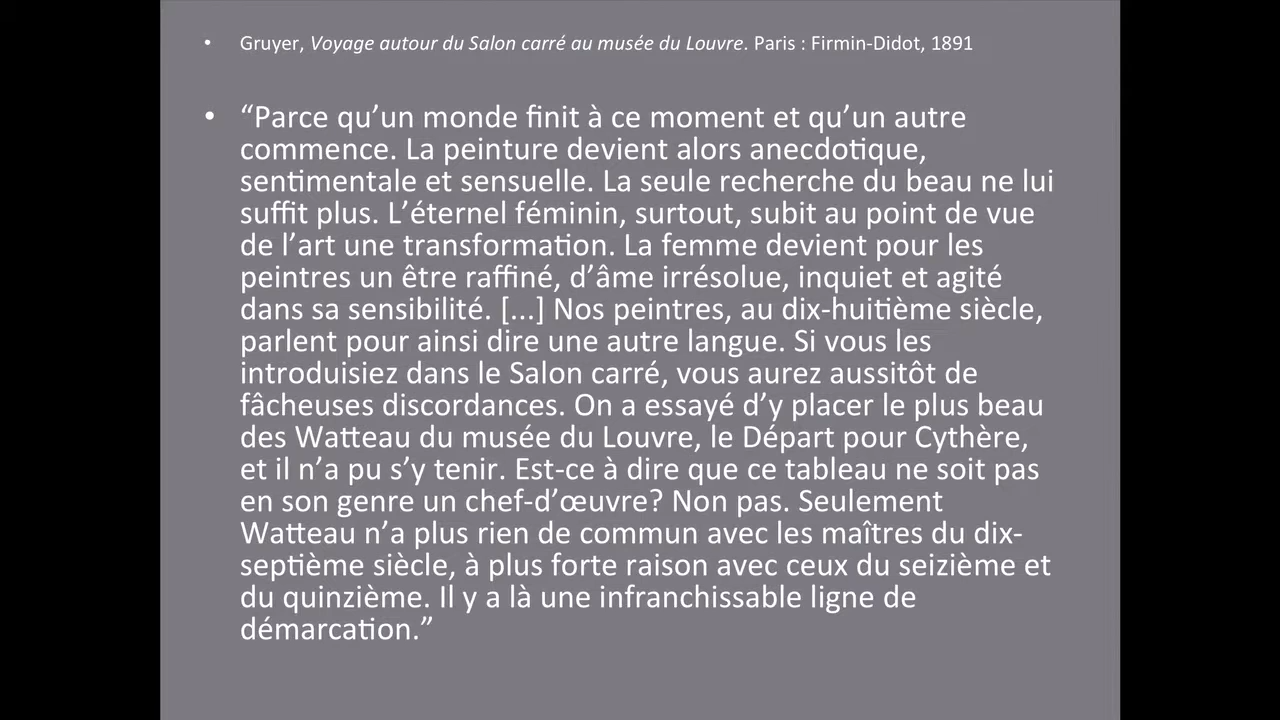 • Gruyer, Voyage autour du Salon carré au musée du Louvre. Paris : Firmin-Didot, 1891
• “Parce qu’un monde finit à ce moment et qu’un autre
commence. La peinture devient alors anecdotique,
sentimentale et sensuelle. La seule recherche du beau ne lui
suffit plus. L’éternel féminin, surtout, subit au point de vue
de l’art une transformation. La femme devient pour les
peintres un être raffiné, d’âme irrésolue, inquiet et agité
dans sa sensibilité. [...] Nos peintres, au dix-huitième siècle,
parlent pour ainsi dire une autre langue. Si vous les
introduisiez dans le Salon carré, vous aurez aussitôt de
fâcheuses discordances. On a essayé d’y placer le plus beau
des Watteau du musée du Louvre, le Départ pour Cythère,
et il n’a pu s’y tenir. Est-ce à dire que ce tableau ne soit pas
en son genre un chef-d’œuvre? Non pas. Seulement
Watteau n’a plus rien de commun avec les maîtres du dix-
septième siècle, à plus forte raison avec ceux du seizième et
du quinzième. Il y a là une infranchissable ligne de
démarcation.”